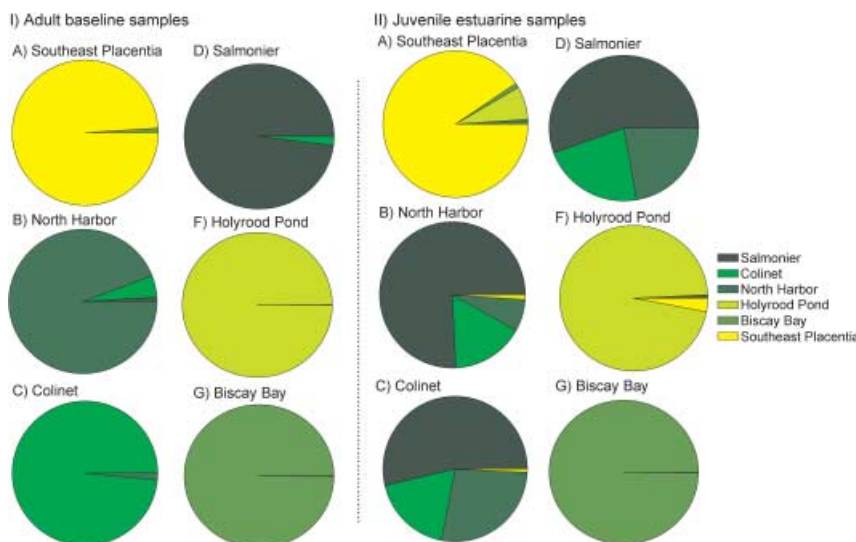 I) Adult baseline samples
A) Southeast Placentia
D) Salmonier
B) North Harbor
F) Holyrood Pond
C) Colinet
G) Biscay Bay
II) Juvenile estuarine samples
A) Southeast Placentia
D) Salmonier
B) North Harbor
F) Holyrood Pond
C) Colinet
G) Biscay Bay
Salmonier
Colinet
North Harbor
Holyrood Pond
Biscay Bay
Southeast Placentia